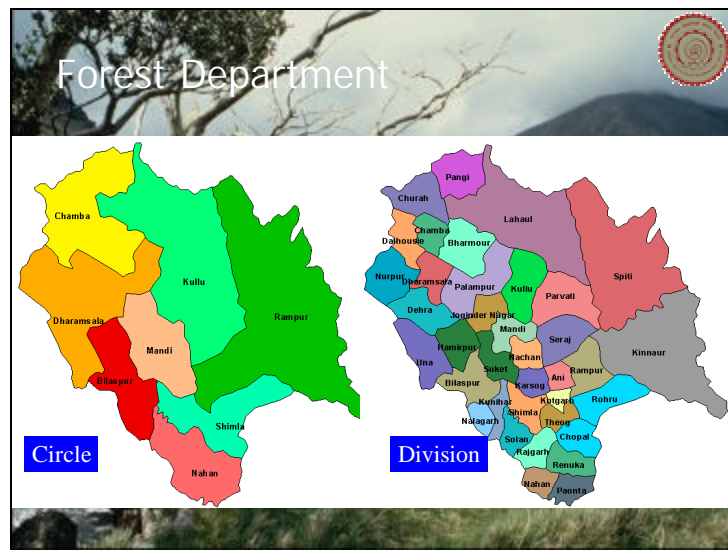 Forest Department
Chamba
Kullu
Dharamsala
Rampur
Mandi
Bilaspur
Shimla
Nahan
Circle
Pangi
Churah
Lahaul
Chamba
Dalhousie
Bharmour
Spiti
Nurpur
Dharamsala
Palampur
Kullu
Parvati
Dehra
Joginder Nagar
Mandi
Seraj
Kinnaur
Una
Hamirpur
Nachan
Suket
Ani
Rampur
Bilaspur
Karsog
Kunihar
Kotgarh
Rohru
Nalagarh
Shimla
Theog
Solan
Chopal
Rajgarh
Renuka
Nahan
Paonta
Division